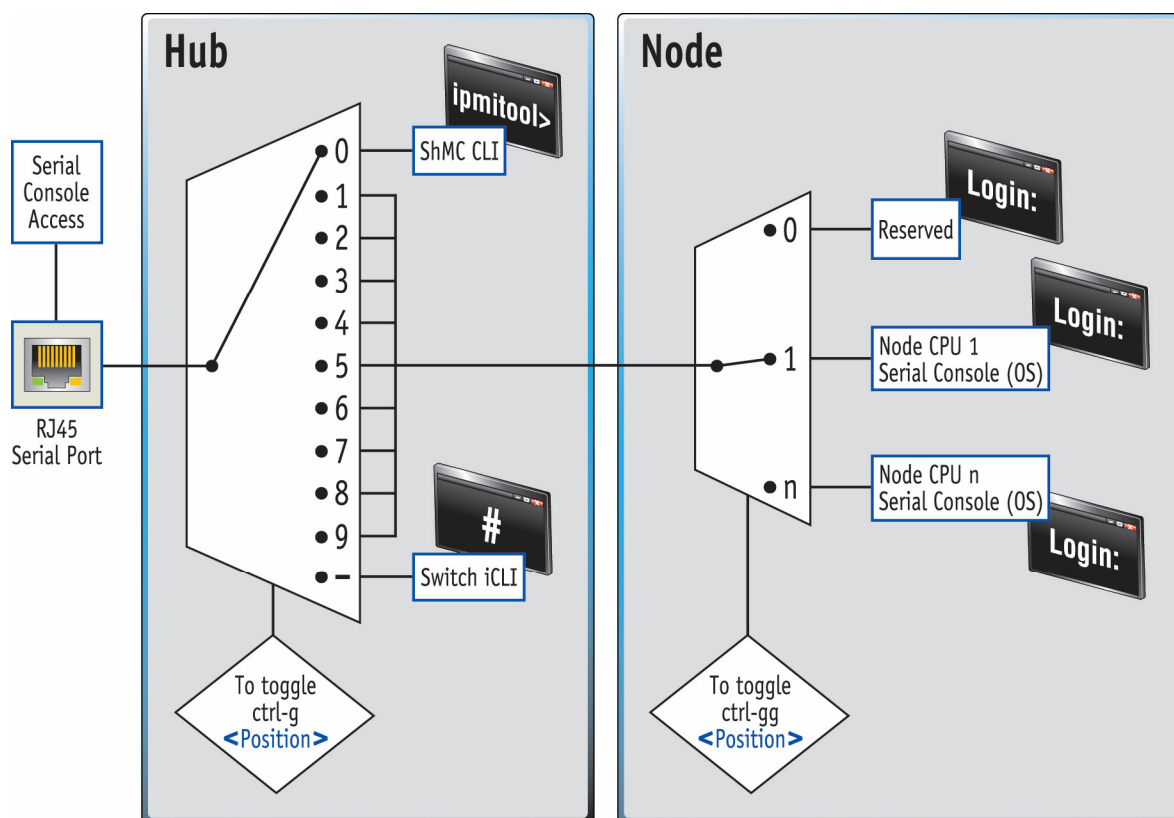 Hub
Node
Serial
Console
Access
RJ45
Serial Port
ipmitool>
0
ShMC CLI
1
2
3
4
5
6
7
8
9
-
#
Switch iCLI
To toggle
ctrl-g
<Position>
Login:
0
Reserved
Login:
1
Node CPU 1
Serial Console (OS)
n
Node CPU n
Serial Console (OS)
Login:
To toggle
ctrl-gg
<Position>